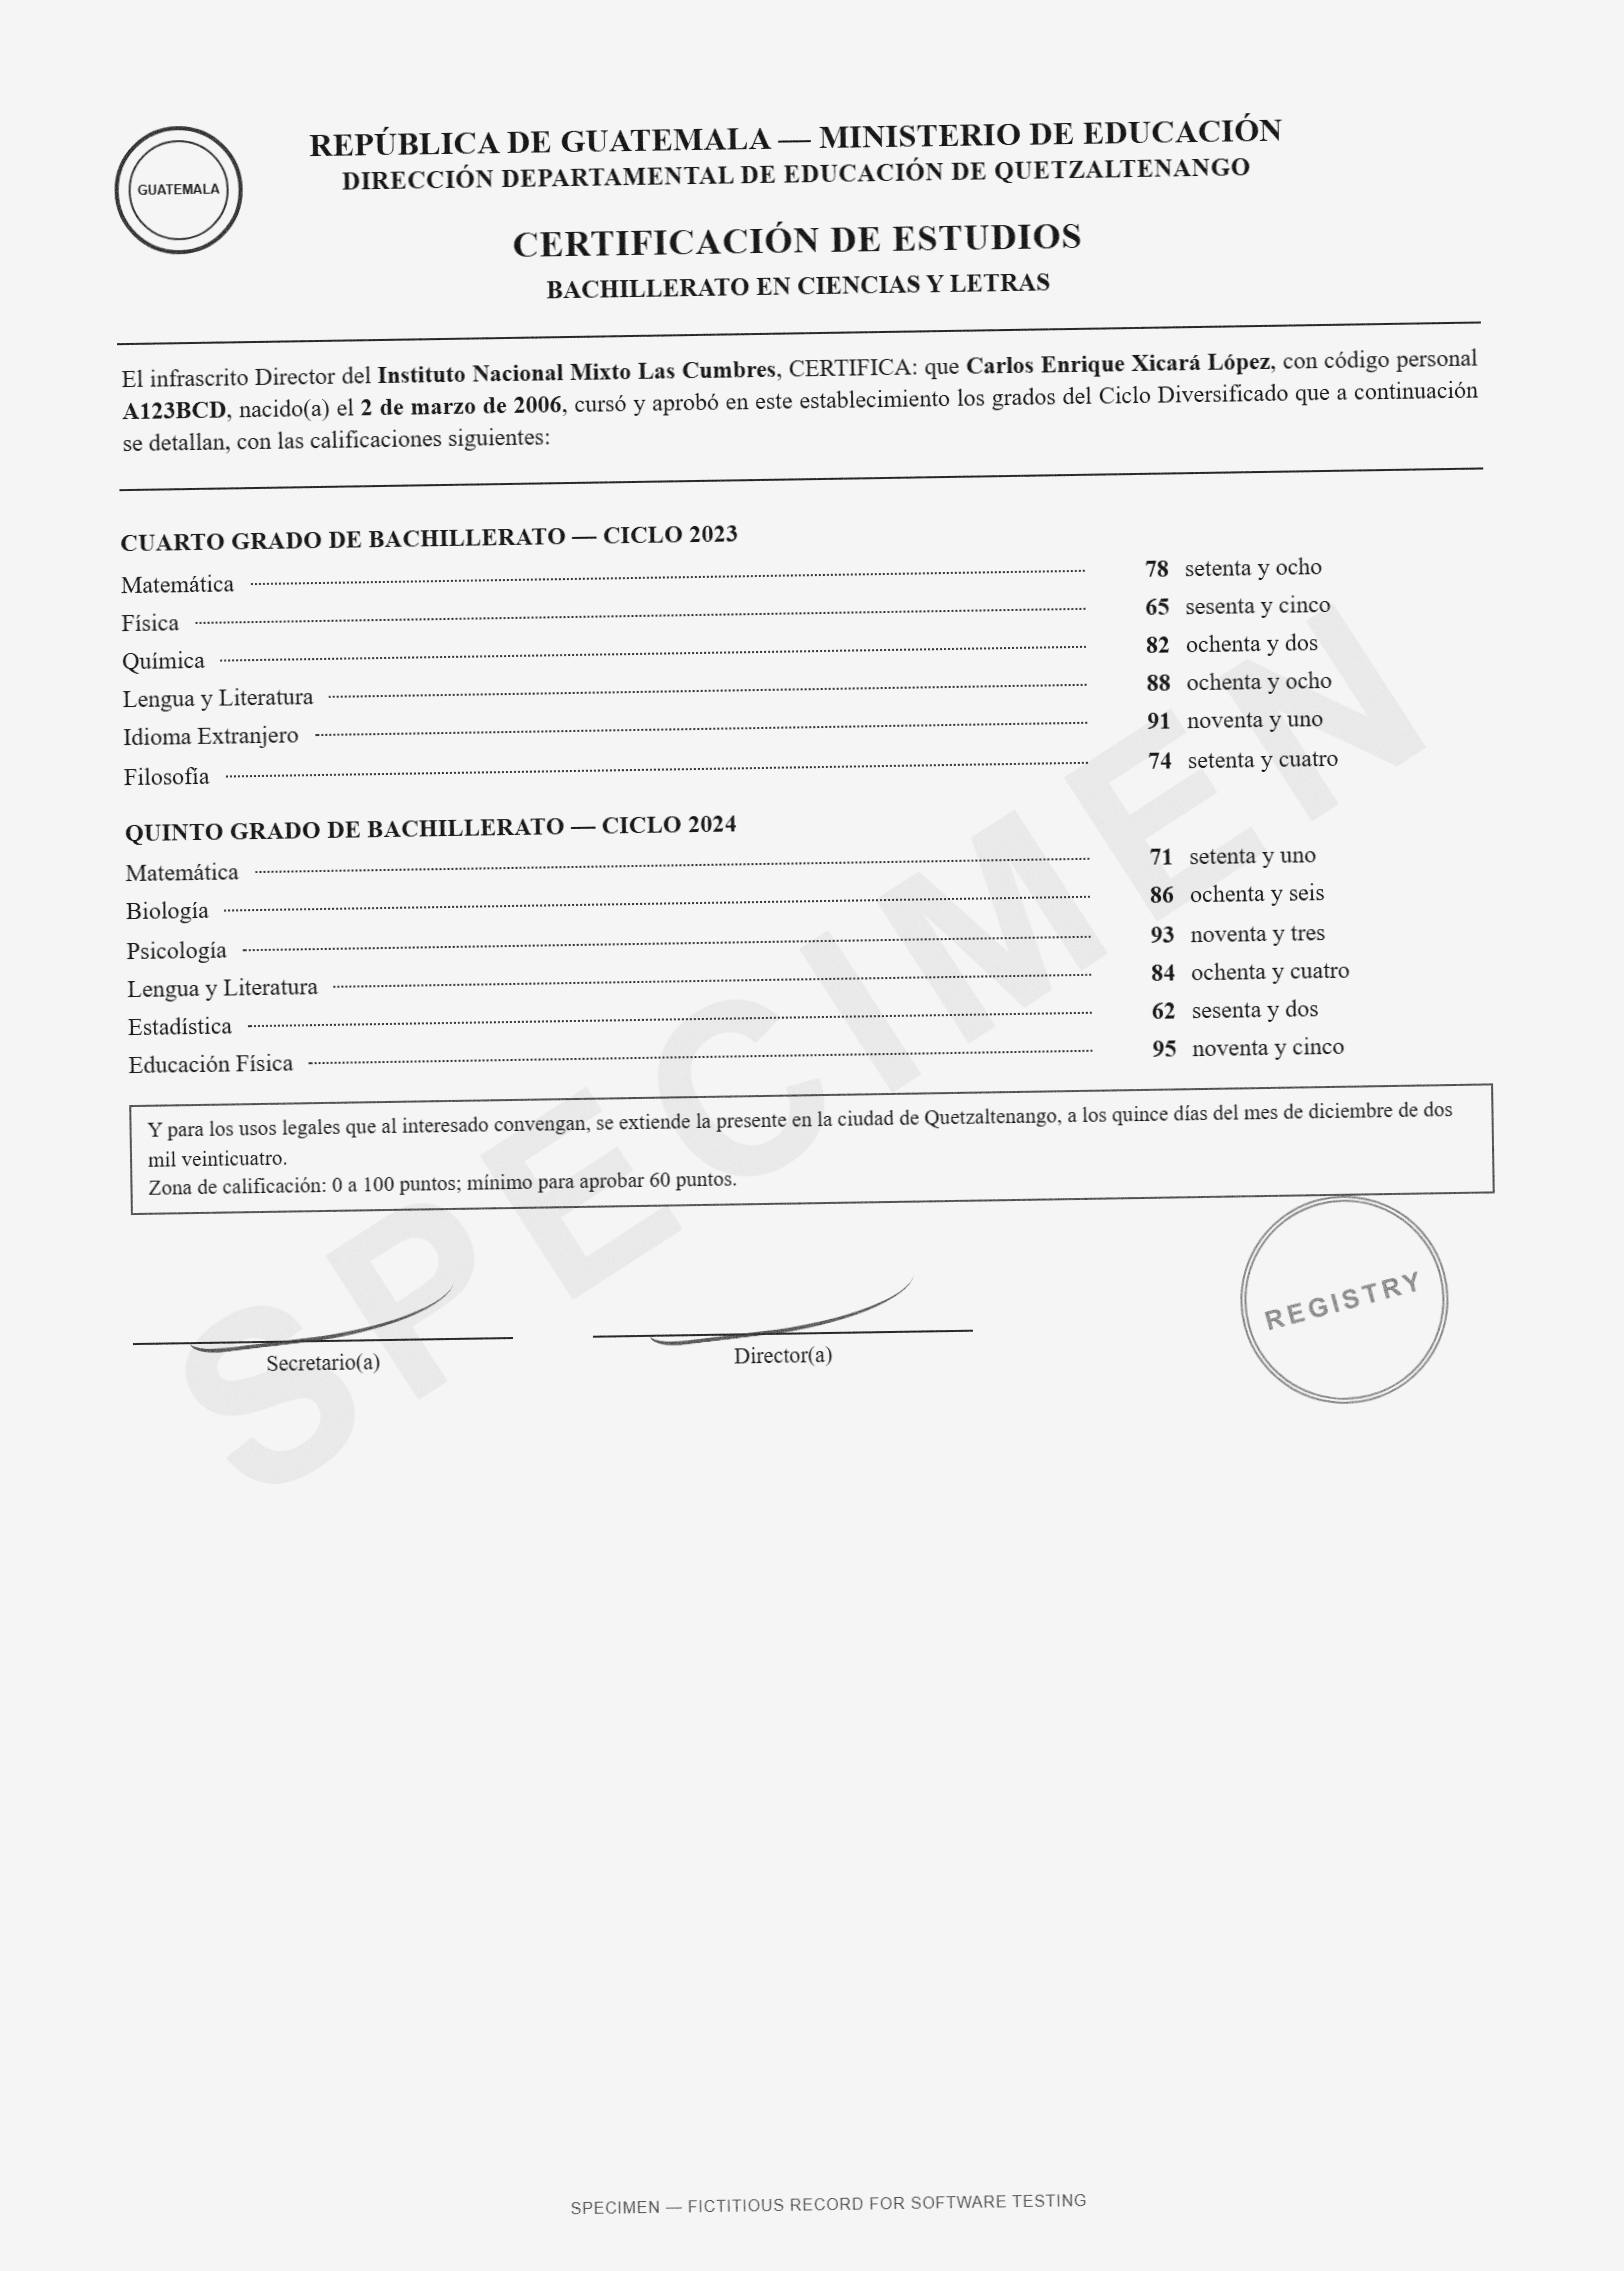 GUATEMALA
REPÚBLICA DE GUATEMALA — MINISTERIO DE EDUCACIÓN
DIRECCIÓN DEPARTAMENTAL DE EDUCACIÓN DE QUETZALTENANGO
CERTIFICACIÓN DE ESTUDIOS
BACHILLERATO EN CIENCIAS Y LETRAS
El infrascrito Director del Instituto Nacional Mixto Las Cumbres, CERTIFICA: que Carlos Enrique Xicará López, con código personal
A123BCD, nacido(a) el 2 de marzo de 2006, cursó y aprobó en este establecimiento los grados del Ciclo Diversificado que a continuación
se detallan, con las calificaciones siguientes:
CUARTO GRADO DE BACHILLERATO — CICLO 2023
Matemática 78 setenta y ocho
Física 65 sesenta y cinco
Química 82 ochenta y dos
Lengua y Literatura 88 ochenta y ocho
Idioma Extranjero 91 noventa y uno
Filosofía 74 setenta y cuatro
QUINTO GRADO DE BACHILLERATO — CICLO 2024
Matemática 71 setenta y uno
Biología 86 ochenta y seis
Psicología 93 noventa y tres
Lengua y Literatura 84 ochenta y cuatro
Estadística 62 sesenta y dos
Educación Física 95 noventa y cinco
Y para los usos legales que al interesado convengan, se extiende la presente en la ciudad de Quetzaltenango, a los quince días del mes de diciembre de dos
mil veinticuatro.
Zona de calificación: 0 a 100 puntos; mínimo para aprobar 60 puntos.
Secretario(a)
Director(a)
REGISTRY
SPECIMEN
SPECIMEN — FICTITIOUS RECORD FOR SOFTWARE TESTING